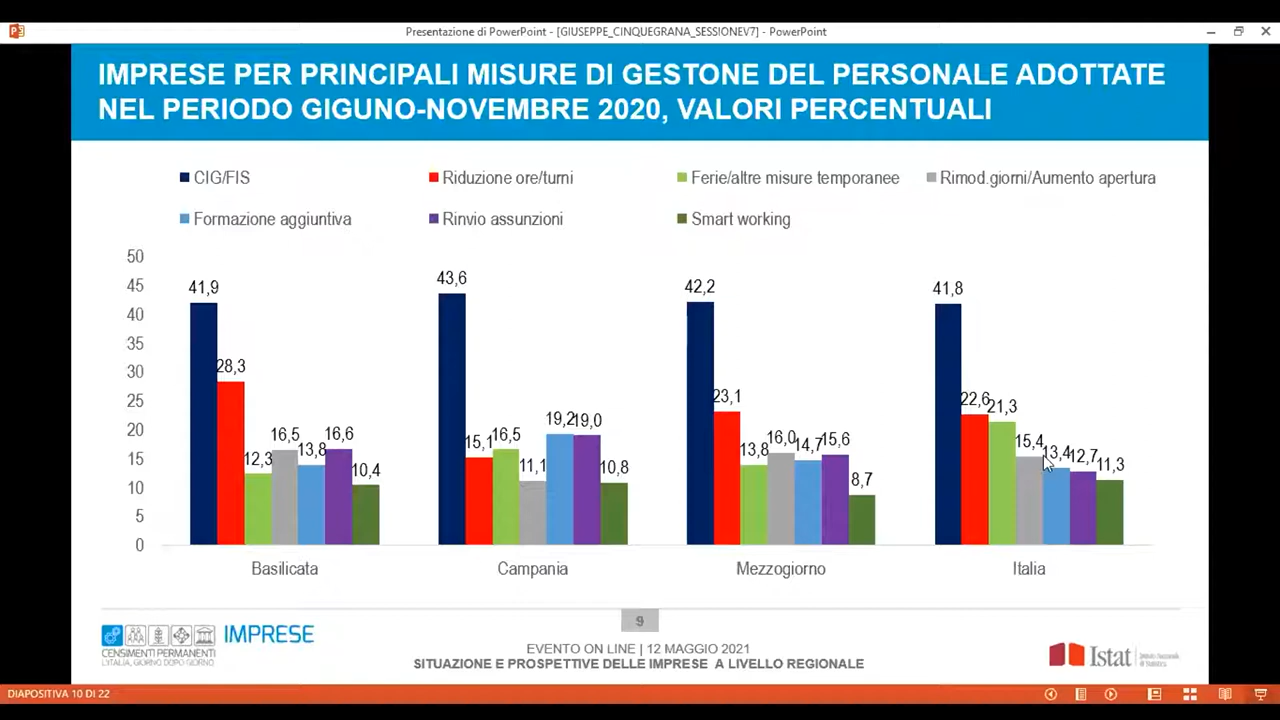 Presentazione di PowerPoint - [GIUSEPPE_CINQUEGRANA_SESSIONEV7] - PowerPoint
IMPRESE PER PRINCIPALI MISURE DI GESTONE DEL PERSONALE ADOTTATE
NEL PERIODO GIGUNO-NOVEMBRE 2020, VALORI PERCENTUALI
CIG/FIS
Riduzione ore/turni
Ferie/altre misure temporanee
Rimod.giorni/Aumento apertura
Formazione aggiuntiva
Rinvio assunzioni
Smart working
50
45
40
35
30
25
20
15
10
5
0
41,9
28,3
12,3
16,5
13,8
16,6
10,4
43,6
15,1
16,5
11,1
19,2
19,0
10,8
42,2
23,1
13,8
16,0
14,7
15,6
8,7
41,8
22,6
21,3
15,4
13,4
12,7
11,3
Basilicata
Campania
Mezzogiorno
Italia
9
IMPRESE
CENSIMENTI PERMANENTI
L'ITALIA, GIORNO DOPO GIORNO
EVENTO ON LINE | 12 MAGGIO 2021
SITUAZIONE E PROSPETTIVE DELLE IMPRESE A LIVELLO REGIONALE
Istat
DIAPOSITIVA 10 DI 22